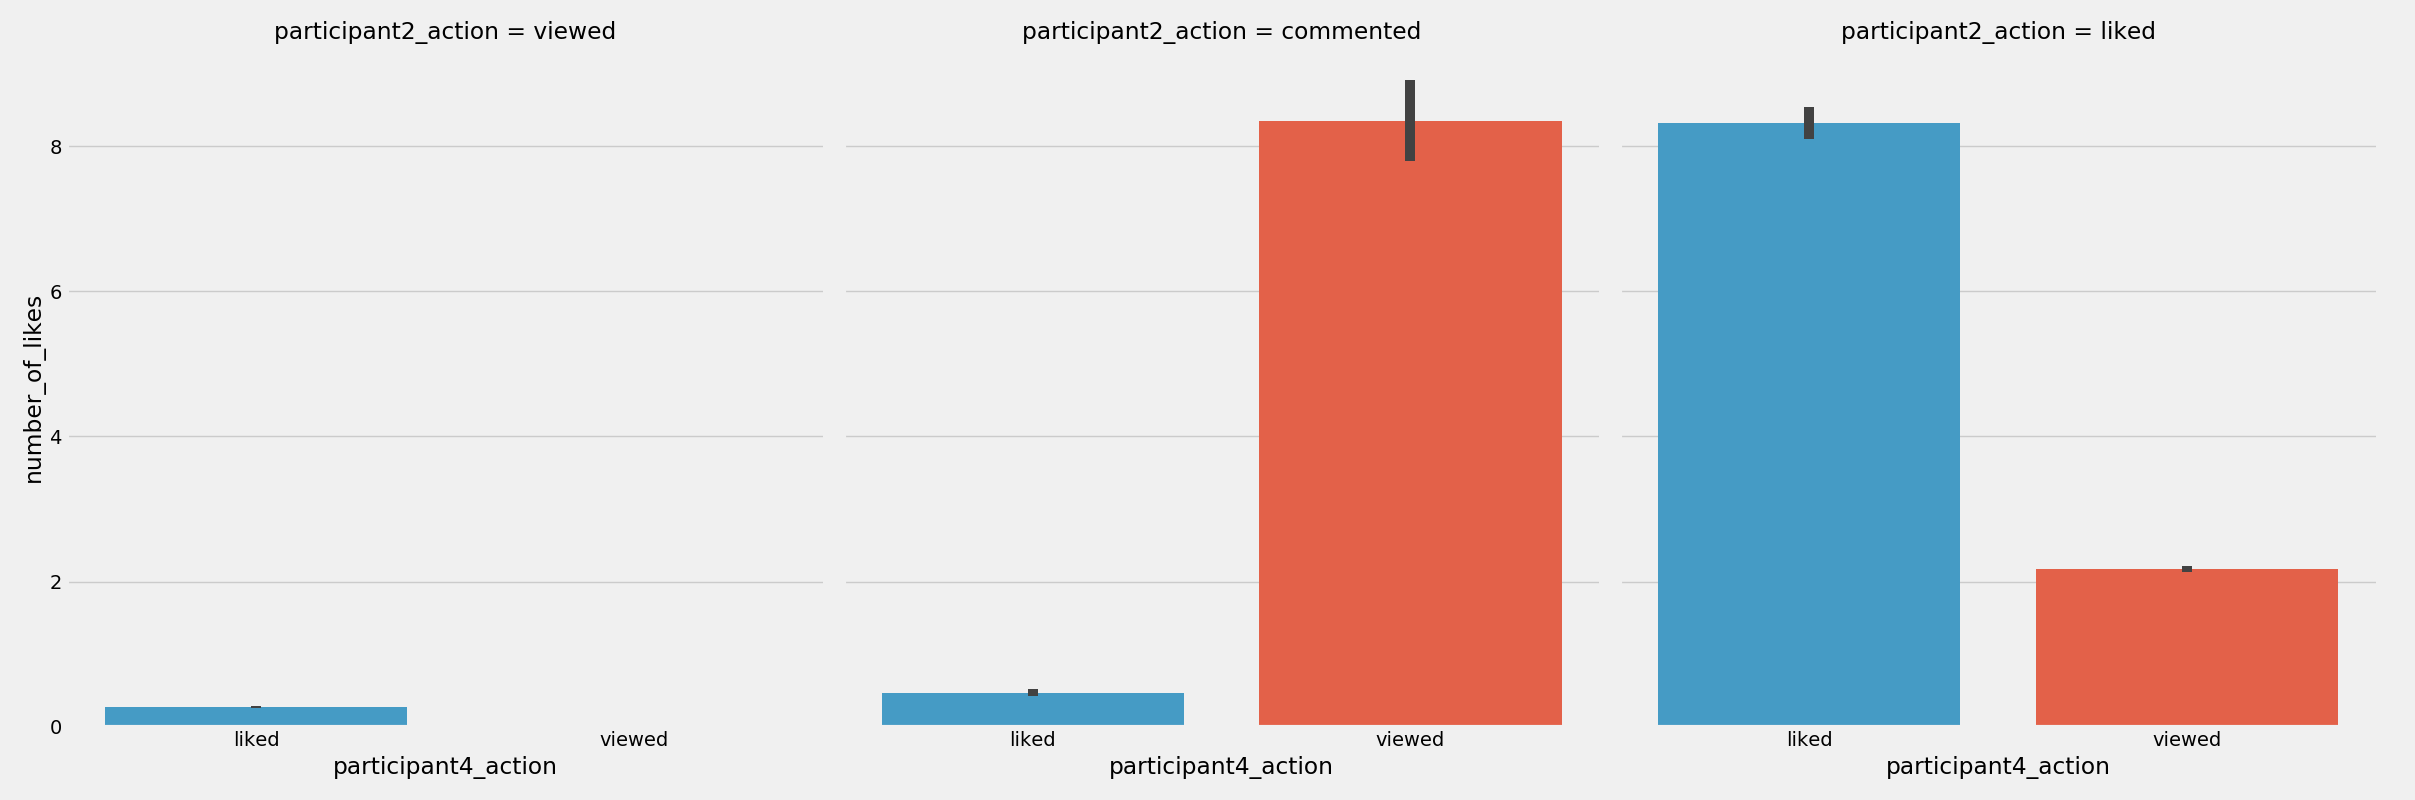 participant2_action = viewed
participant2_action = commented
participant2_action = liked
number_of_likes
8
6
4
2
0
liked
viewed
liked
viewed
liked
viewed
participant4_action
participant4_action
participant4_action